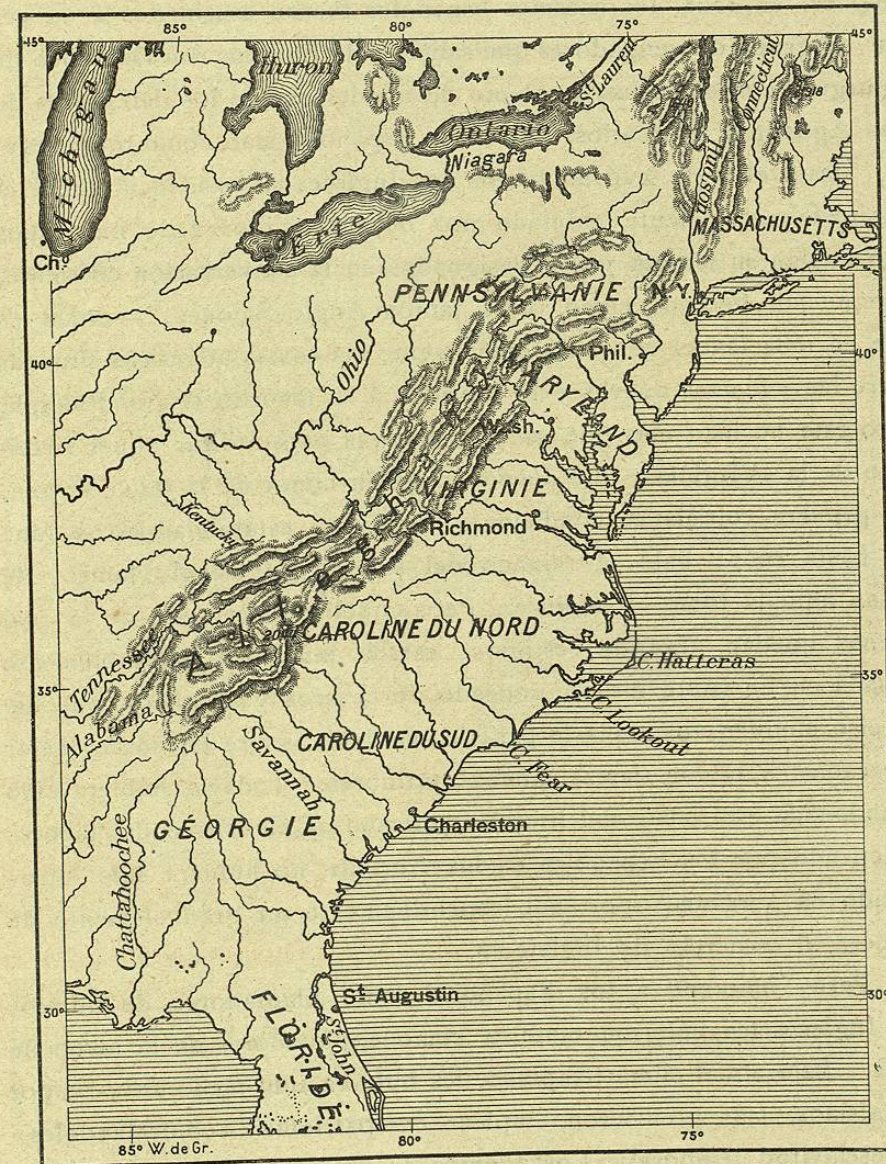 85°
80°
75°
45°
45°
Michigan
Huron
St Laurent
Connecticut
1918
Ontario
Niagara
Hudson
Erie
MASSACHUSETTS
Cho
PENNSYLVANIE
N.Y.
40°
Ohio
Phil.
40°
MARYLAND
Wash.
VIRGINIE
Kentucky
Richmond
Alleghany
CAROLINE DU NORD
C. Hatteras
Tennessee
35°
Alabama
C. Lookout
CAROLINE DU SUD
Savannah
C. Fear
GÉORGIE
Charleston
Chattahoochee
St Augustin
30°
30°
FLORIDE
St John
85° W. de Gr.
80°
75°